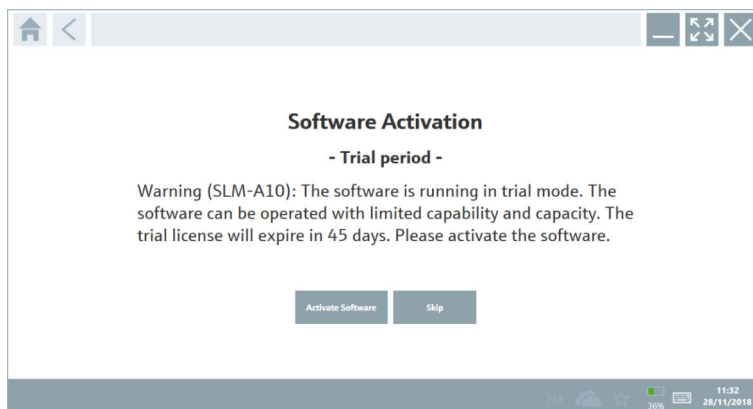 Software Activation
- Trial period -
Warning (SLM-A10): The software is running in trial mode. The
software can be operated with limited capability and capacity. The
trial license will expire in 45 days. Please activate the software.
Activate Software
Skip
36%
11:32
28/11/2018